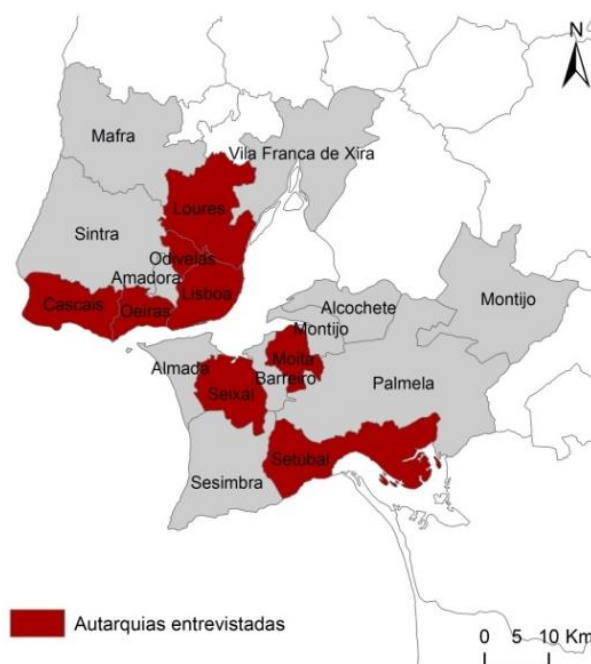 N
Mafra
Vila Franca de Xira
Loures
Sintra
Odivelas
Amadora
Lisboa
Cascais
Oeiras
Alcochete
Montijo
Montijo
Moita
Almada
Barreiro
Palmela
Seixal
Setúbal
Sesimbra
Autarquias entrevistadas
0 5 10 Km